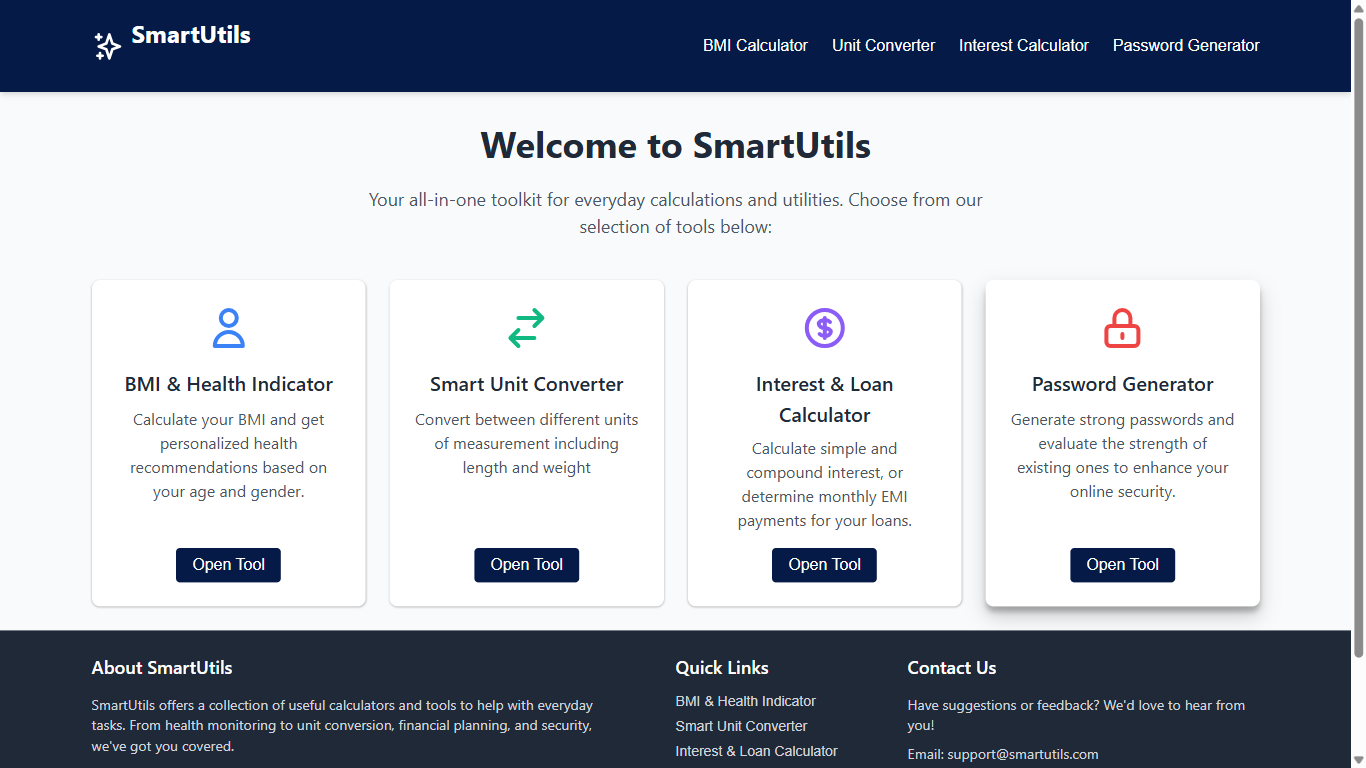 SmartUtils
BMI Calculator
Unit Converter
Interest Calculator
Password Generator
Welcome to SmartUtils
Your all-in-one toolkit for everyday calculations and utilities. Choose from our
selection of tools below:
BMI & Health Indicator
Calculate your BMI and get
personalized health
recommendations based on
your age and gender.
Open Tool
Smart Unit Converter
Convert between different units
of measurement including
length and weight
Open Tool
Interest & Loan
Calculator
Calculate simple and
compound interest, or
determine monthly EMI
payments for your loans.
Open Tool
Password Generator
Generate strong passwords and
evaluate the strength of
existing ones to enhance your
online security.
Open Tool
About SmartUtils
SmartUtils offers a collection of useful calculators and tools to help with everyday
tasks. From health monitoring to unit conversion, financial planning, and security,
we've got you covered.
Quick Links
BMI & Health Indicator
Smart Unit Converter
Interest & Loan Calculator
Contact Us
Have suggestions or feedback? We'd love to hear from
you!
Email: support@smartutils.com